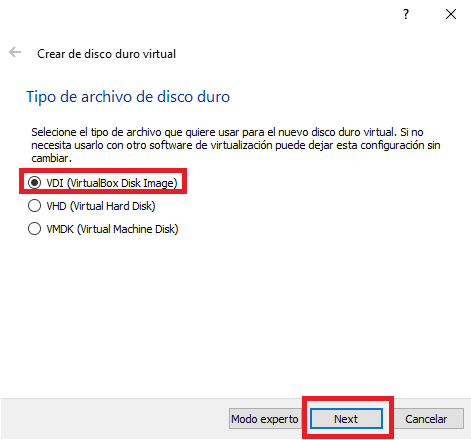 ?
Crear de disco duro virtual
Tipo de archivo de disco duro
Selecione el tipo de archivo que quiere usar para el nuevo disco duro virtual. Si no
necesita usarlo con otro software de virtualización puede dejar esta configuración sin
cambiar.
VDI (VirtualBox Disk Image)
VHD (Virtual Hard Disk)
VMDK (Virtual Machine Disk)
Modo experto Next Cancelar